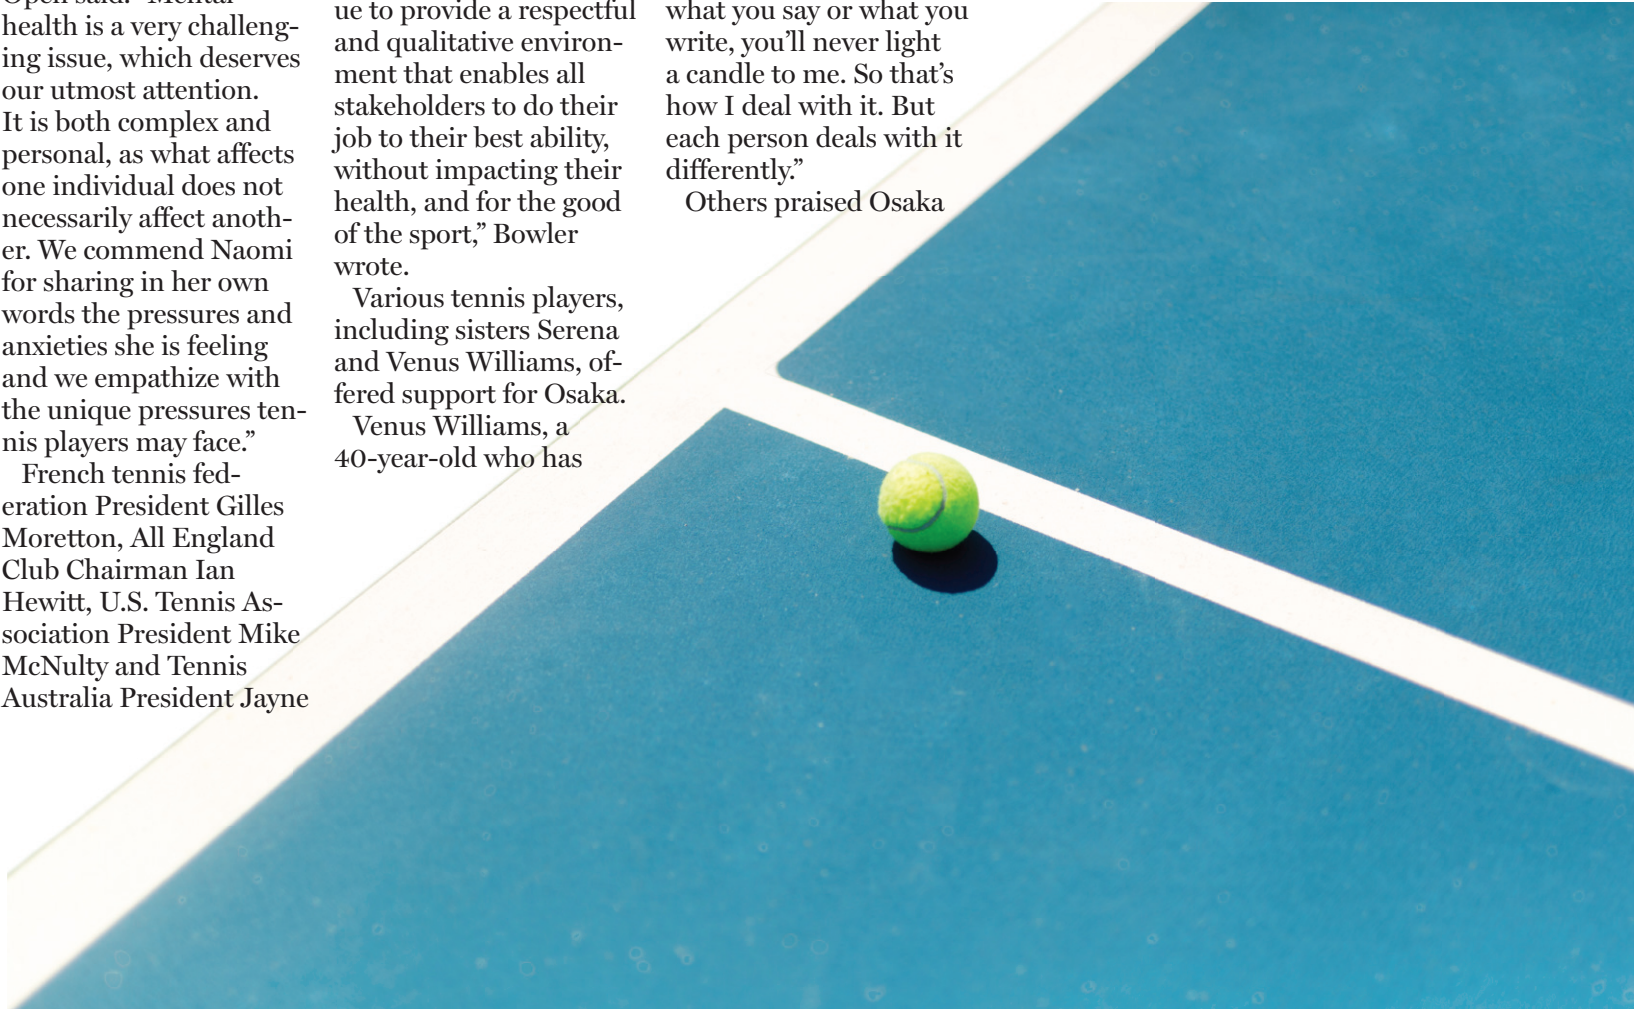 Open said. “Mental
health is a very challeng-
ing issue, which deserves
our utmost attention.
It is both complex and
personal, as what affects
one individual does not
necessarily affect anoth-
er. We commend Naomi
for sharing in her own
words the pressures and
anxieties she is feeling
and we empathize with
the unique pressures ten-
nis players may face.”
French tennis fed-
eration President Gilles
Moretton, All England
Club Chairman Ian
Hewitt, U.S. Tennis As-
sociation President Mike
McNulty and Tennis
Australia President Jayne
ue to provide a respectful
and qualitative environ-
ment that enables all
stakeholders to do their
job to their best ability,
without impacting their
health, and for the good
of the sport,” Bowler
wrote.
Various tennis players,
including sisters Serena
and Venus Williams, of-
fered support for Osaka.
Venus Williams, a
40-year-old who has
what you say or what you
write, you’ll never light
a candle to me. So that’s
how I deal with it. But
each person deals with it
differently.”
Others praised Osaka